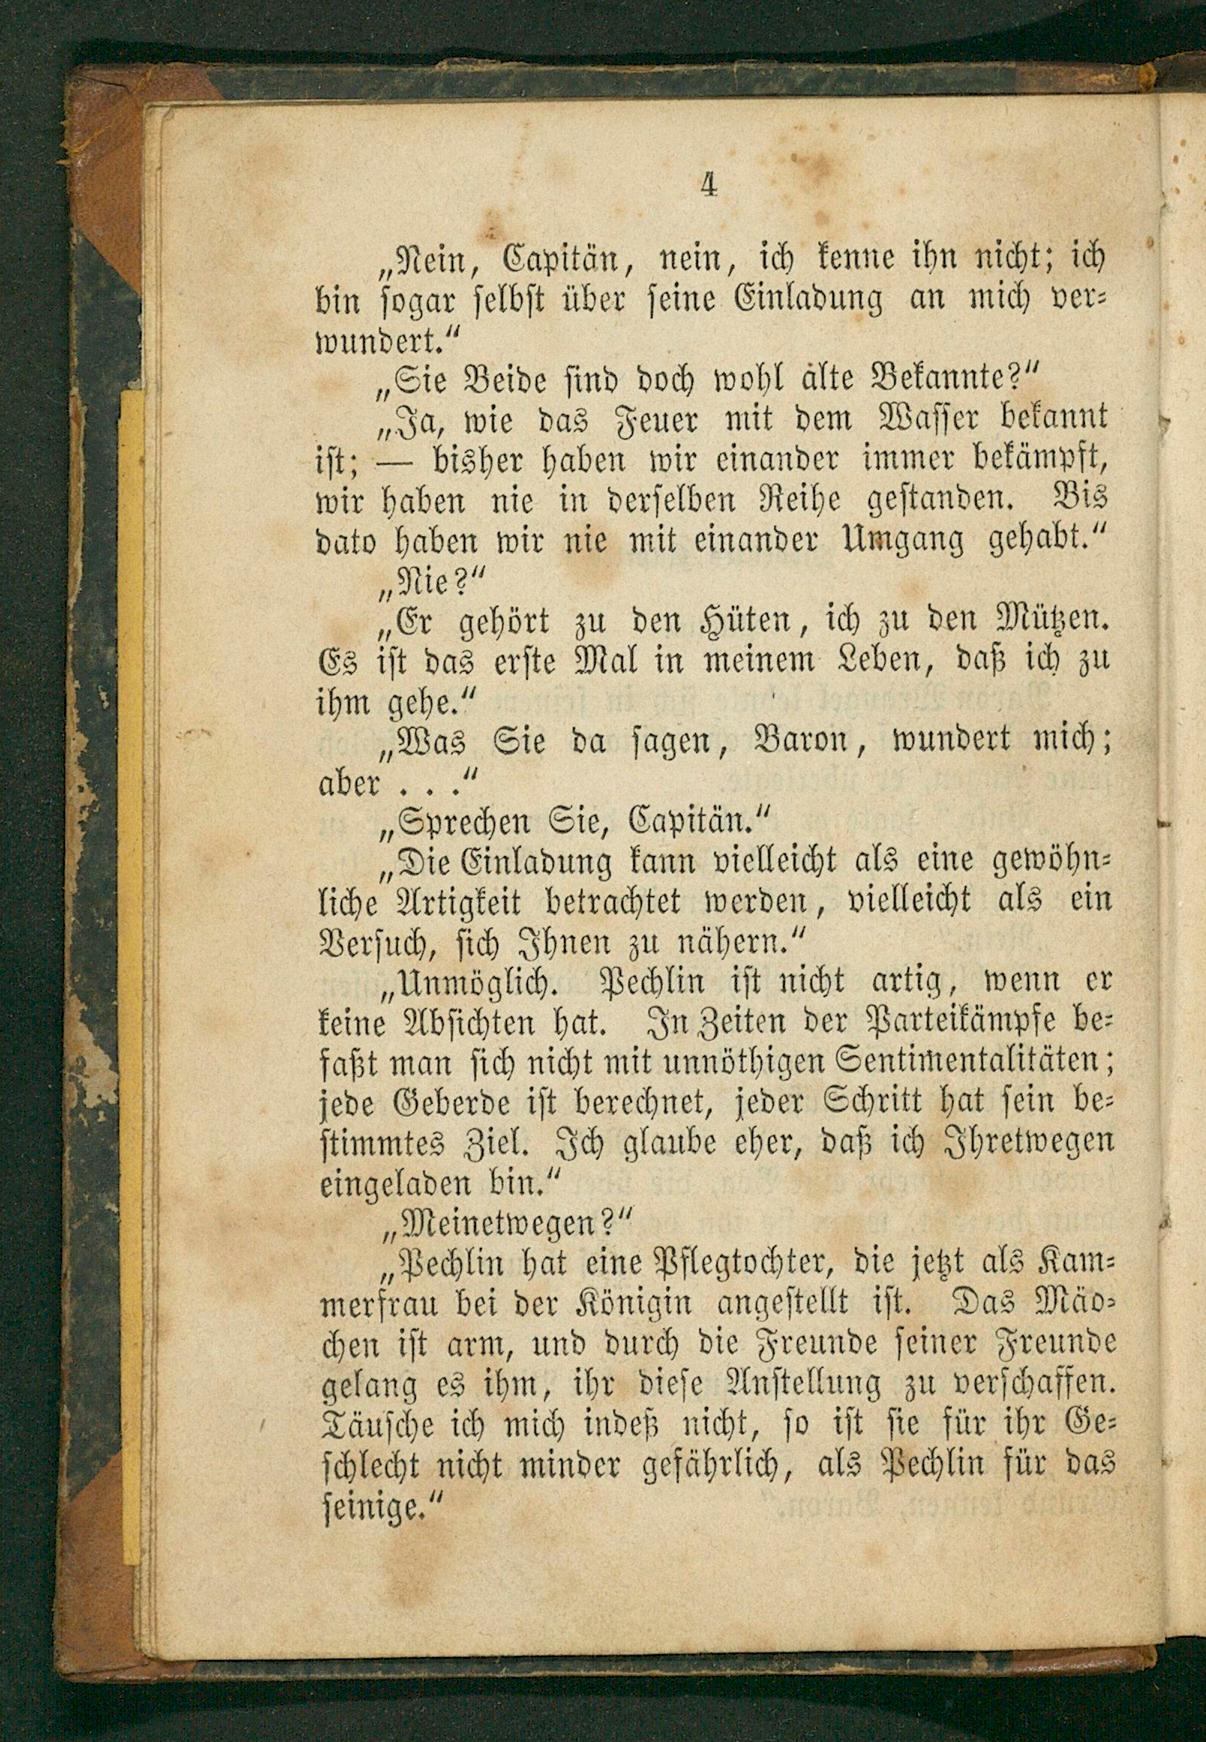 4
„Nein, Capitän, nein, ich kenne ihn nicht; ich
bin sogar selbst über seine Einladung an mich ver-
wundert.“
„Sie Beide sind doch wohl alte Bekannte?“
„Ja, wie das Feuer mit dem Wasser bekannt
ist; — bisher haben wir einander immer bekämpft,
wir haben nie in derselben Reihe gestanden. Bis
dato haben wir nie mit einander Umgang gehabt.“
„Nie?“
„Er gehört zu den Hüten, ich zu den Mützen.
Es ist das erste Mal in meinem Leben, daß ich zu
ihm gehe.“
„Was Sie da sagen, Baron, wundert mich;
aber . . .“
„Sprechen Sie, Capitän.“
„Die Einladung kann vielleicht als eine gewöhn-
liche Artigkeit betrachtet werden, vielleicht als ein
Versuch, sich Ihnen zu nähern.“
„Unmöglich. Pechlin ist nicht artig, wenn er
keine Absichten hat. In Zeiten der Parteikämpfe be-
faßt man sich nicht mit unnöthigen Sentimentalitäten;
jede Geberde ist berechnet, jeder Schritt hat sein be-
stimmtes Ziel. Ich glaube eher, daß ich Ihretwegen
eingeladen bin.“
„Meinetwegen?“
„Pechlin hat eine Pflegtochter, die jetzt als Kam-
merfrau bei der Königin angestellt ist. Das Mäd-
chen ist arm, und durch die Freunde seiner Freunde
gelang es ihm, ihr diese Anstellung zu verschaffen.
Täusche ich mich indeß nicht, so ist sie für ihr Ge-
schlecht nicht minder gefährlich, als Pechlin für das
seinige.“